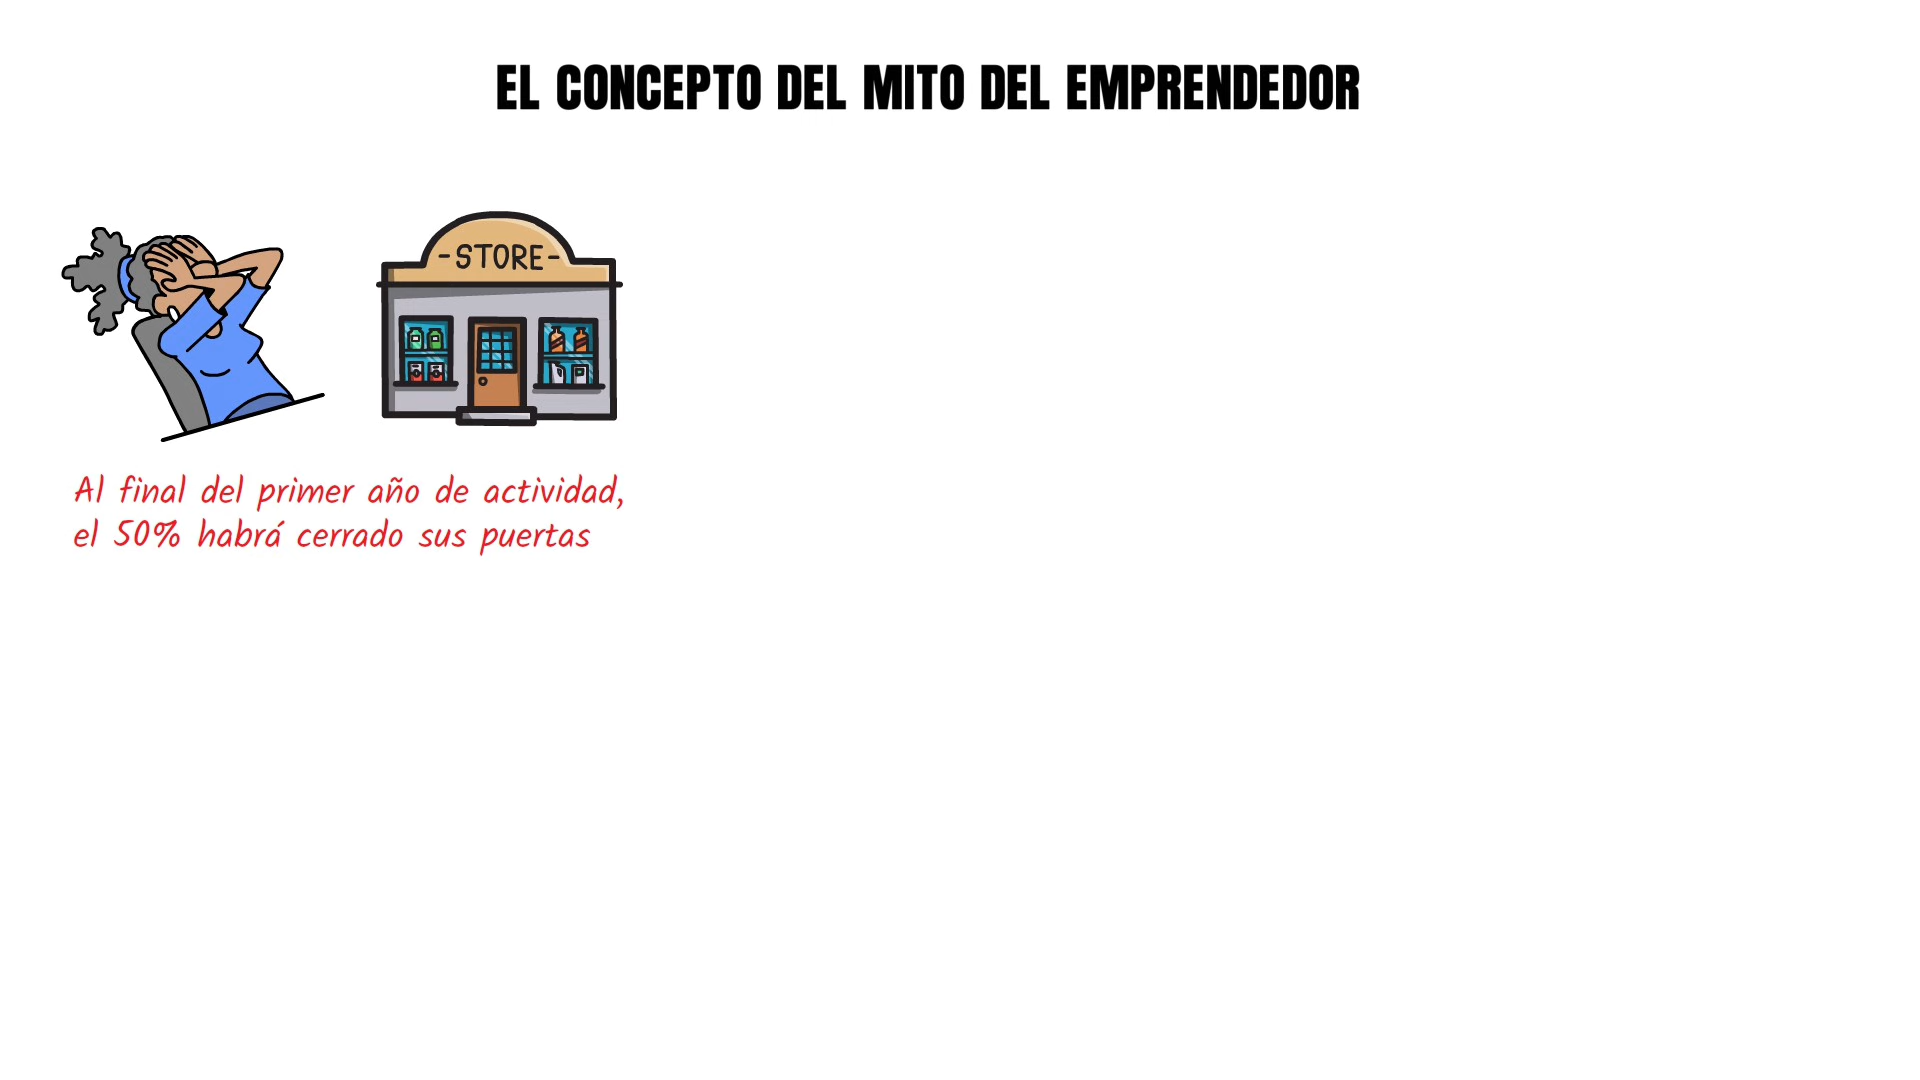 EL CONCEPTO DEL MITO DEL EMPRENDEDOR
-STORE-
Al final del primer año de actividad,
el 50% habrá cerrado sus puertas